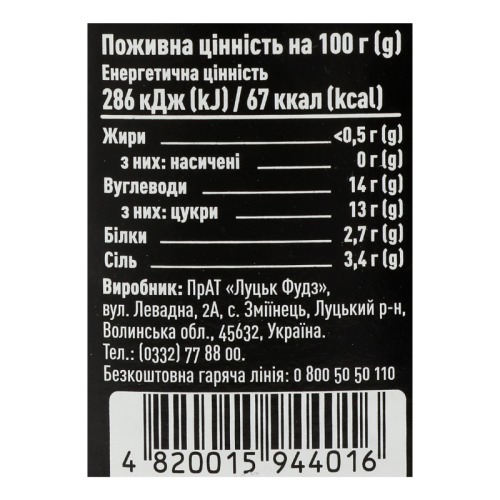 Поживна цінність на 100 г (g)
Енергетична цінність
286 кДж (kJ) / 67 ккал (kcal)
Жири <0,5 г (g)
з них: насичені 0 г (g)
Вуглеводи 14 г (g)
з них: цукри 13 г (g)
Білки 2,7 г (g)
Сіль 3,4 г (g)
Виробник: ПрАТ «Луцьк Фудз»,
вул. Левадна, 2А, с. Зміїнець, Луцький р-н,
Волинська обл., 45632, Україна.
Тел.: (0332) 77 88 00.
Безкоштовна гаряча лінія: 0 800 50 50 110
4 820015 944016